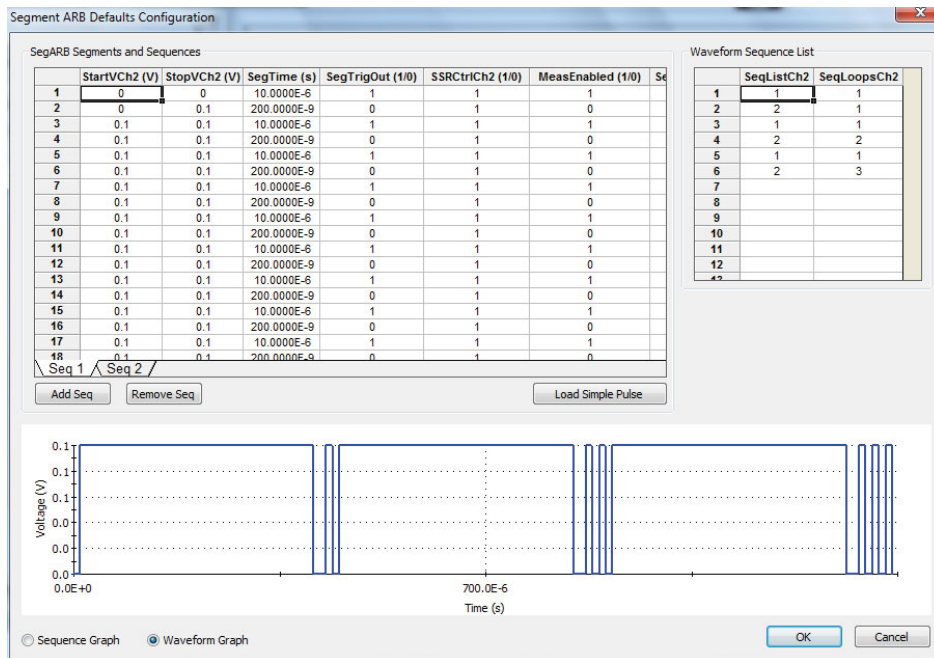 Segment ARB Defaults Configuration
SegARB Segments and Sequences
StartVCh2 (V) StopVCh2 (V) SegTime (s) SegTrigOut (1/0) SSRCtrlCh2 (1/0) MeasEnabled (1/0) Se
1 0 0 10.0000E-6 1 1 1
2 0 0.1 200.0000E-9 0 1 0
3 0.1 0.1 10.0000E-6 1 1 1
4 0.1 0.1 200.0000E-9 0 1 0
5 0.1 0.1 10.0000E-6 1 1 1
6 0.1 0.1 200.0000E-9 0 1 0
7 0.1 0.1 10.0000E-6 1 1 1
8 0.1 0.1 200.0000E-9 0 1 0
9 0.1 0.1 10.0000E-6 1 1 1
10 0.1 0.1 200.0000E-9 0 1 0
11 0.1 0.1 10.0000E-6 1 1 1
12 0.1 0.1 200.0000E-9 0 1 0
13 0.1 0.1 10.0000E-6 1 1 1
14 0.1 0.1 200.0000E-9 0 1 0
15 0.1 0.1 10.0000E-6 1 1 1
16 0.1 0.1 200.0000E-9 0 1 0
17 0.1 0.1 10.0000E-6 1 1 1
18 0.1 0.1 200.0000E-9 0 1 0
Seq 1 Seq 2
Add Seq Remove Seq Load Simple Pulse
Waveform Sequence List
SeqListCh2 SeqLoopsCh2
1 1 1
2 2 1
3 1 1
4 2 2
5 1 1
6 2 3
7
8
9
10
11
12
0.1
0.1
0.1
0.0
0.0
0.0
Voltage (V)
0.0E+0 700.0E-6
Time (s)
Sequence Graph Waveform Graph OK Cancel